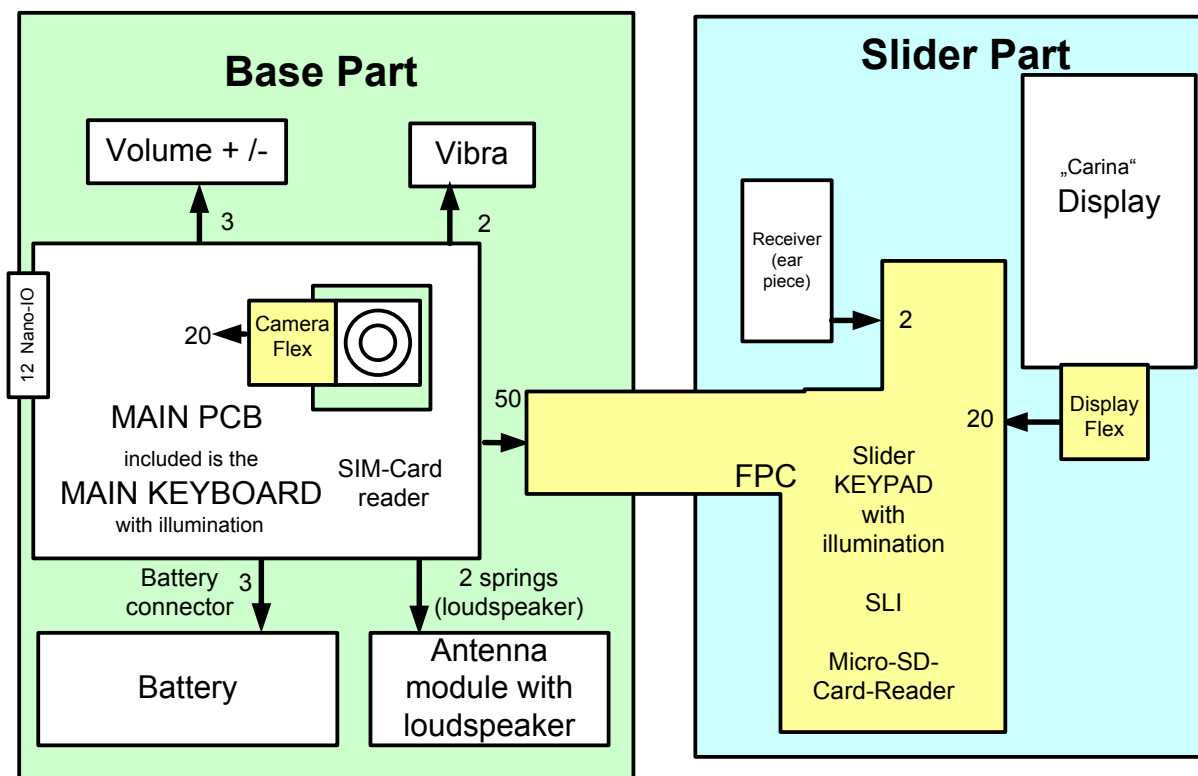 Base Part
Slider Part
Volume + /-
Vibra
3
2
12 Nano-IO
20
Camera
Flex
MAIN PCB
included is the
MAIN KEYBOARD
with illumination
SIM-Card
reader
50
Battery
connector
3
2 springs
(loudspeaker)
Battery
Antenna
module with
loudspeaker
Receiver
(ear
piece)
2
„Carina“
Display
20
Display
Flex
FPC
Slider
KEYPAD
with
illumination
SLI
Micro-SD-
Card-Reader